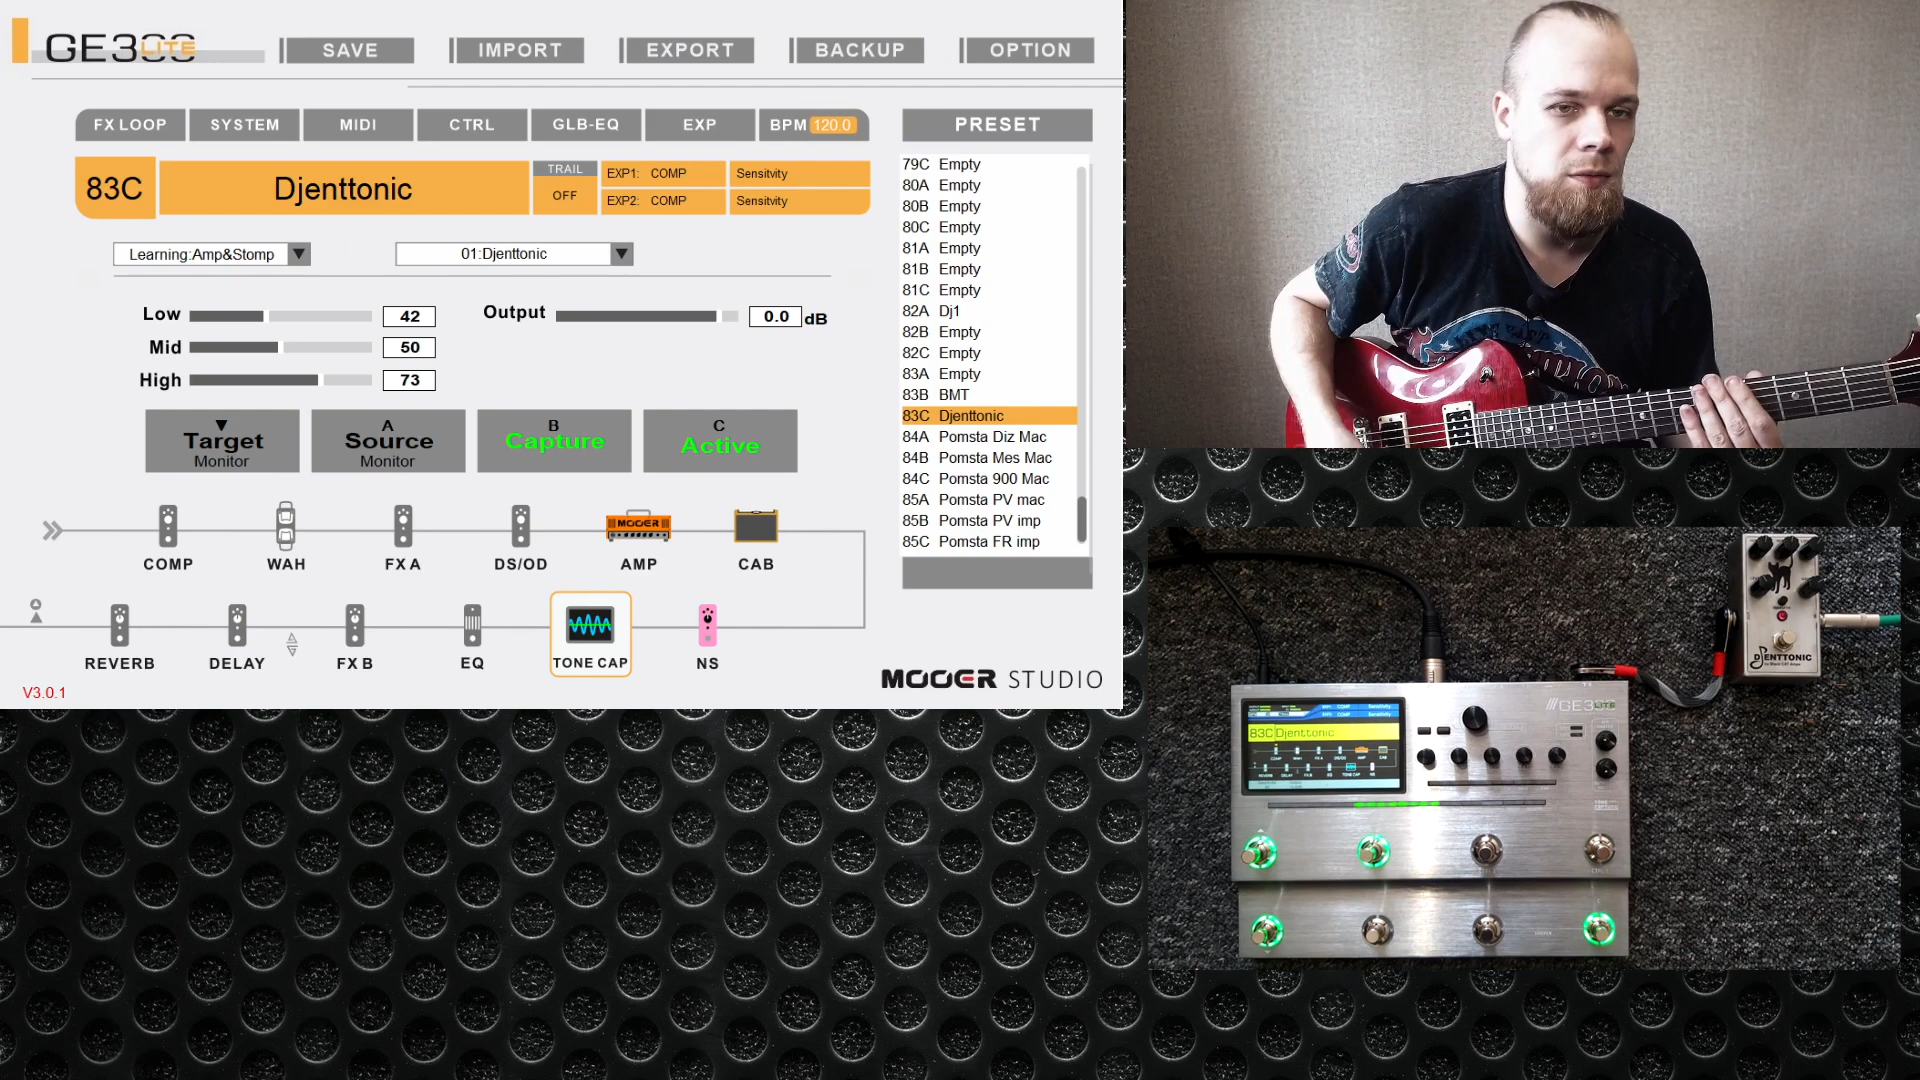 GE300 LITE
SAVE
IMPORT
EXPORT
BACKUP
OPTION
FX LOOP
SYSTEM
MIDI
CTRL
GLB-EQ
EXP
BPM 120.0
PRESET
83C
Djenttonic
TRAIL
OFF
EXP1: COMP
Sensitvity
EXP2: COMP
Sensitvity
Learning:Amp&Stomp
01:Djenttonic
Low
42
Output
0.0 dB
Mid
50
High
73
▼
Target
Monitor
A
Source
Monitor
B
Capture
C
Active
MOOER
COMP
WAH
FX A
DS/OD
AMP
CAB
REVERB
DELAY
FX B
EQ
TONE CAP
NS
V3.0.1
79C Empty
80A Empty
80B Empty
80C Empty
81A Empty
81B Empty
81C Empty
82A Dj1
82B Empty
82C Empty
83A Empty
83B BMT
83C Djenttonic
84A Pomsta Diz Mac
84B Pomsta Mes Mac
84C Pomsta 900 Mac
85A Pomsta PV mac
85B Pomsta PV imp
85C Pomsta FR imp
MOOER STUDIO
DJENTTONIC
GE3 LITE
83C Djenttonic